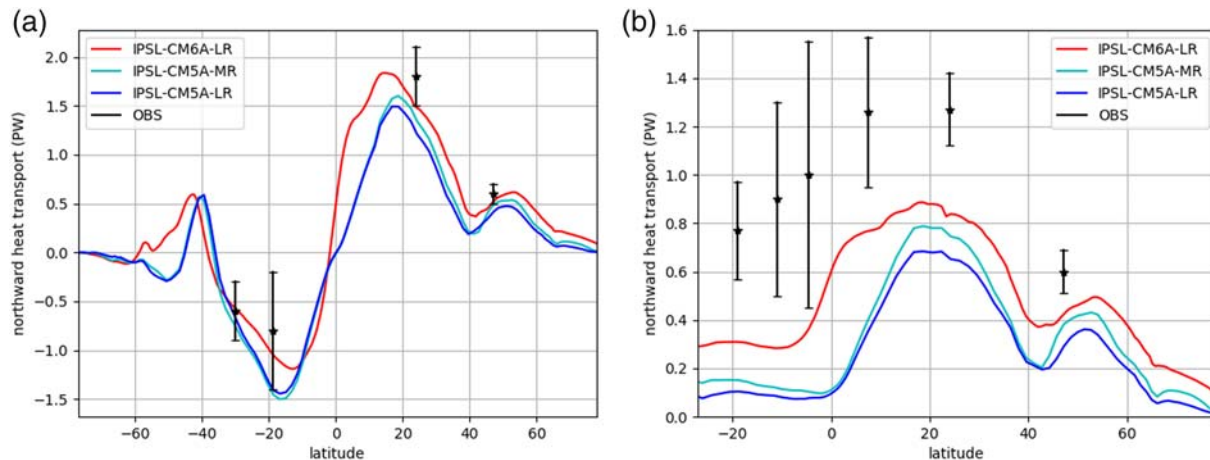 (a)
IPSL-CM6A-LR
IPSL-CM5A-MR
IPSL-CM5A-LR
OBS
northward heat transport (PW)
2.0
1.5
1.0
0.5
0.0
−0.5
−1.0
−1.5
−60 −40 −20 0 20 40 60
latitude
(b)
IPSL-CM6A-LR
IPSL-CM5A-MR
IPSL-CM5A-LR
OBS
northward heat transport (PW)
1.6
1.4
1.2
1.0
0.8
0.6
0.4
0.2
0.0
−20 0 20 40 60
latitude